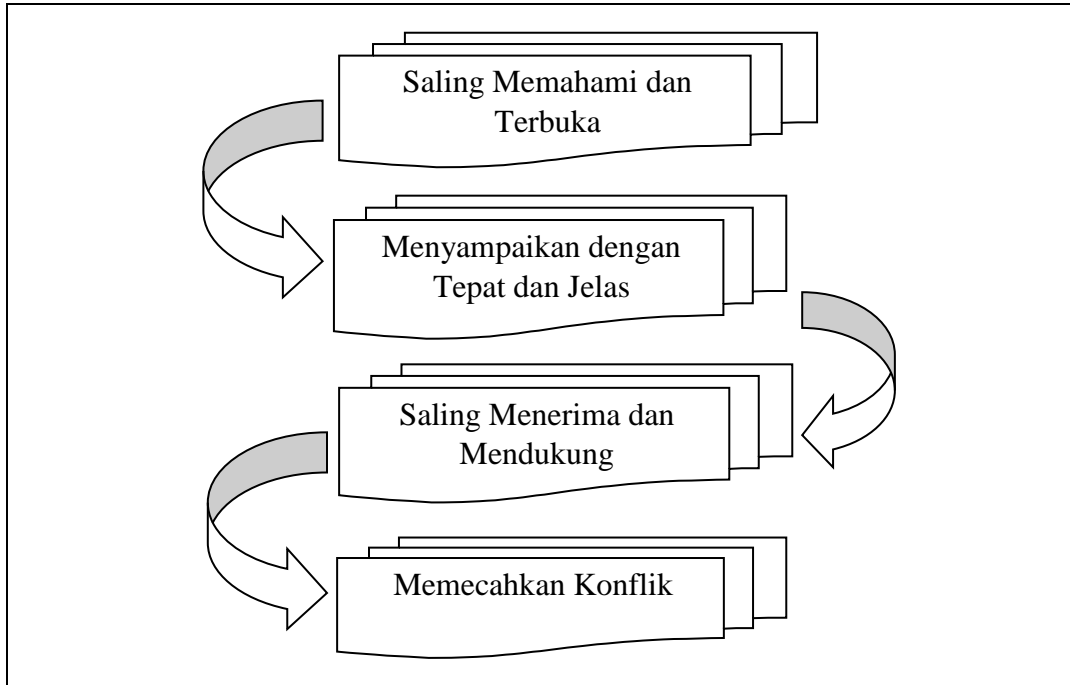 Saling Memahami dan
Terbuka
Menyampaikan dengan
Tepat dan Jelas
Saling Menerima dan
Mendukung
Memecahkan Konflik